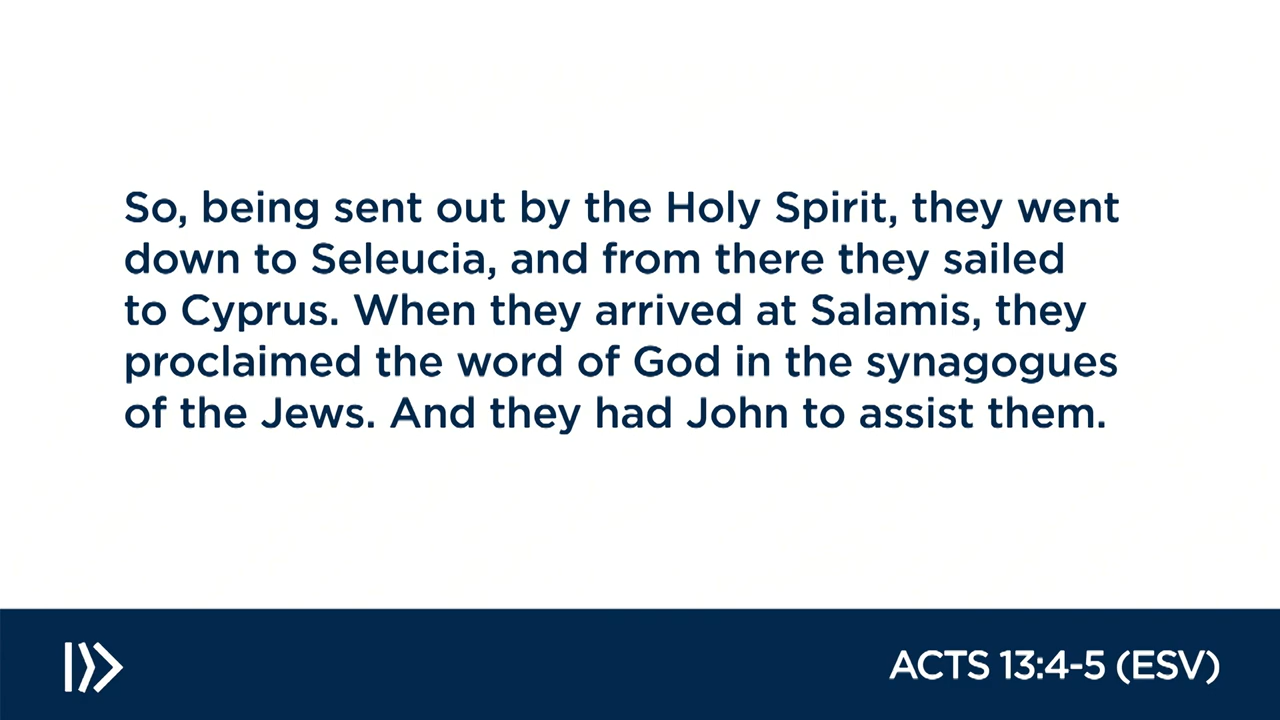 So, being sent out by the Holy Spirit, they went
down to Seleucia, and from there they sailed
to Cyprus. When they arrived at Salamis, they
proclaimed the word of God in the synagogues
of the Jews. And they had John to assist them.
ACTS 13:4-5 (ESV)